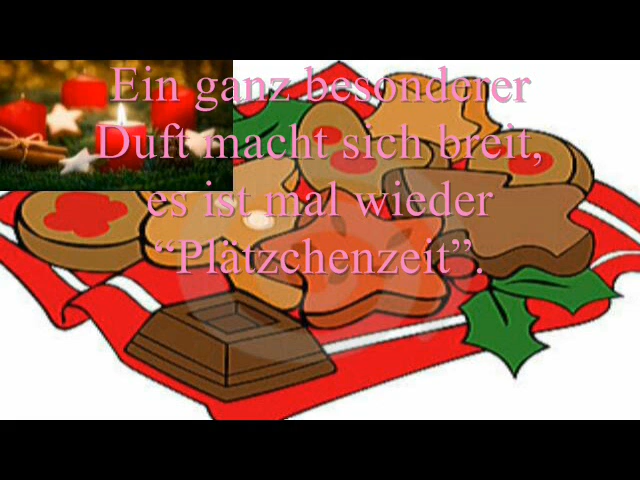 Ein ganz besonderer
Duft macht sich breit,
es ist mal wieder
“Plätzchenzeit”.